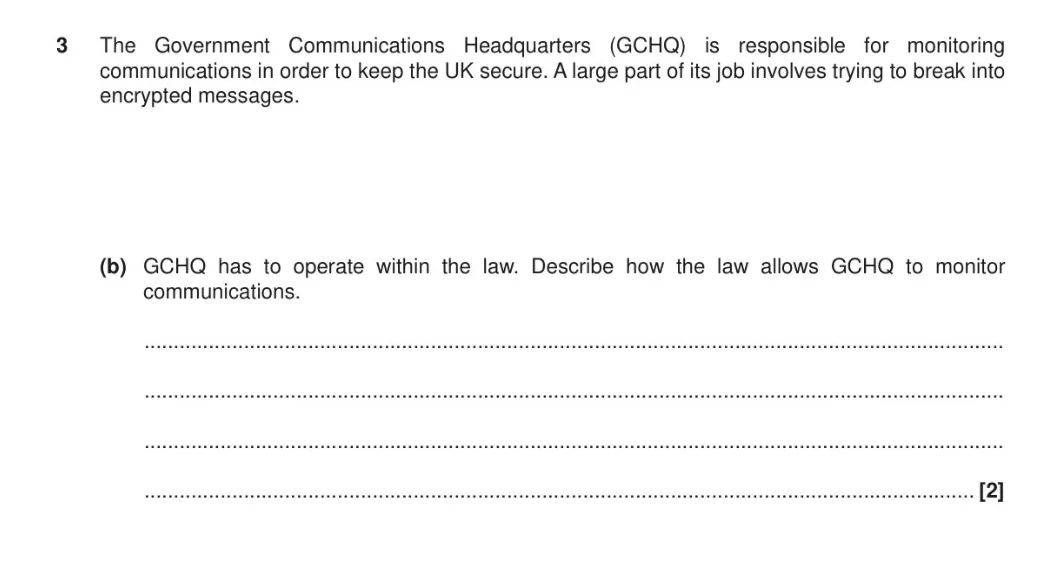 3 The Government Communications Headquarters (GCHQ) is responsible for monitoring
communications in order to keep the UK secure. A large part of its job involves trying to break into
encrypted messages.
(b) GCHQ has to operate within the law. Describe how the law allows GCHQ to monitor
communications.
..........................................................................................................................................................
..........................................................................................................................................................
..........................................................................................................................................................
..................................................................................................................................................... [2]